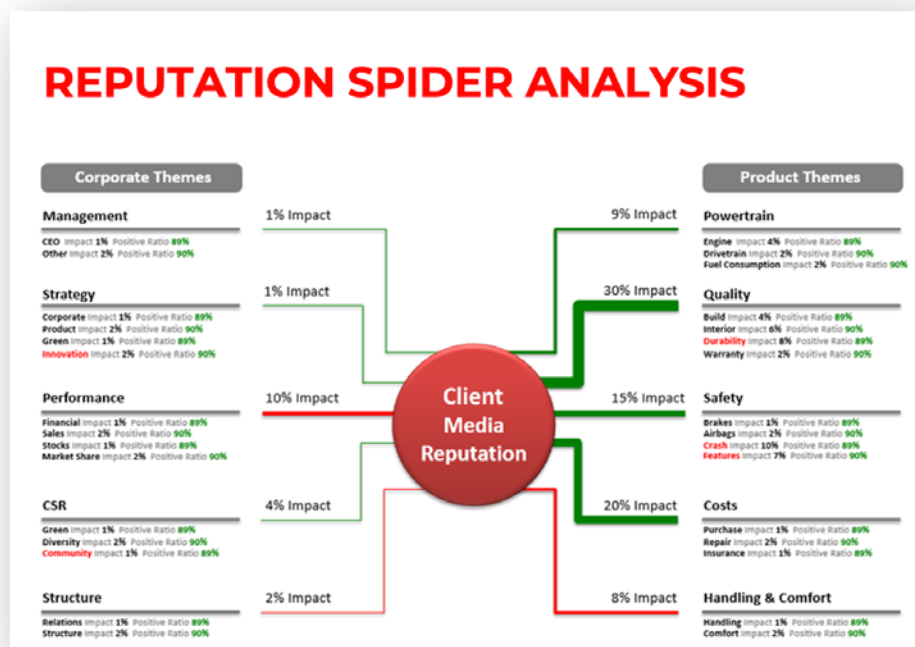 REPUTATION SPIDER ANALYSIS
Corporate Themes
Management
1% Impact
CEO Impact 1% Positive Ratio 89%
Other Impact 2% Positive Ratio 90%
Strategy
1% Impact
Corporate Impact 1% Positive Ratio 89%
Product Impact 2% Positive Ratio 90%
Green Impact 1% Positive Ratio 89%
Innovation Impact 2% Positive Ratio 90%
Performance
10% Impact
Financial Impact 1% Positive Ratio 89%
Sales Impact 2% Positive Ratio 90%
Stocks Impact 1% Positive Ratio 89%
Market Share Impact 2% Positive Ratio 90%
CSR
4% Impact
Green Impact 1% Positive Ratio 89%
Diversity Impact 2% Positive Ratio 90%
Community Impact 1% Positive Ratio 89%
Structure
2% Impact
Relations Impact 1% Positive Ratio 89%
Structure Impact 2% Positive Ratio 90%
Client
Media
Reputation
Product Themes
9% Impact
Powertrain
Engine Impact 4% Positive Ratio 89%
Drivetrain Impact 2% Positive Ratio 90%
Fuel Consumption Impact 2% Positive Ratio 90%
30% Impact
Quality
Build Impact 4% Positive Ratio 89%
Interior Impact 6% Positive Ratio 90%
Durability Impact 8% Positive Ratio 89%
Warranty Impact 2% Positive Ratio 90%
15% Impact
Safety
Brakes Impact 1% Positive Ratio 89%
Airbags Impact 2% Positive Ratio 90%
Crash Impact 10% Positive Ratio 89%
Features Impact 7% Positive Ratio 90%
20% Impact
Costs
Purchase Impact 1% Positive Ratio 89%
Repair Impact 2% Positive Ratio 90%
Insurance Impact 1% Positive Ratio 89%
8% Impact
Handling & Comfort
Handling Impact 1% Positive Ratio 89%
Comfort Impact 2% Positive Ratio 90%